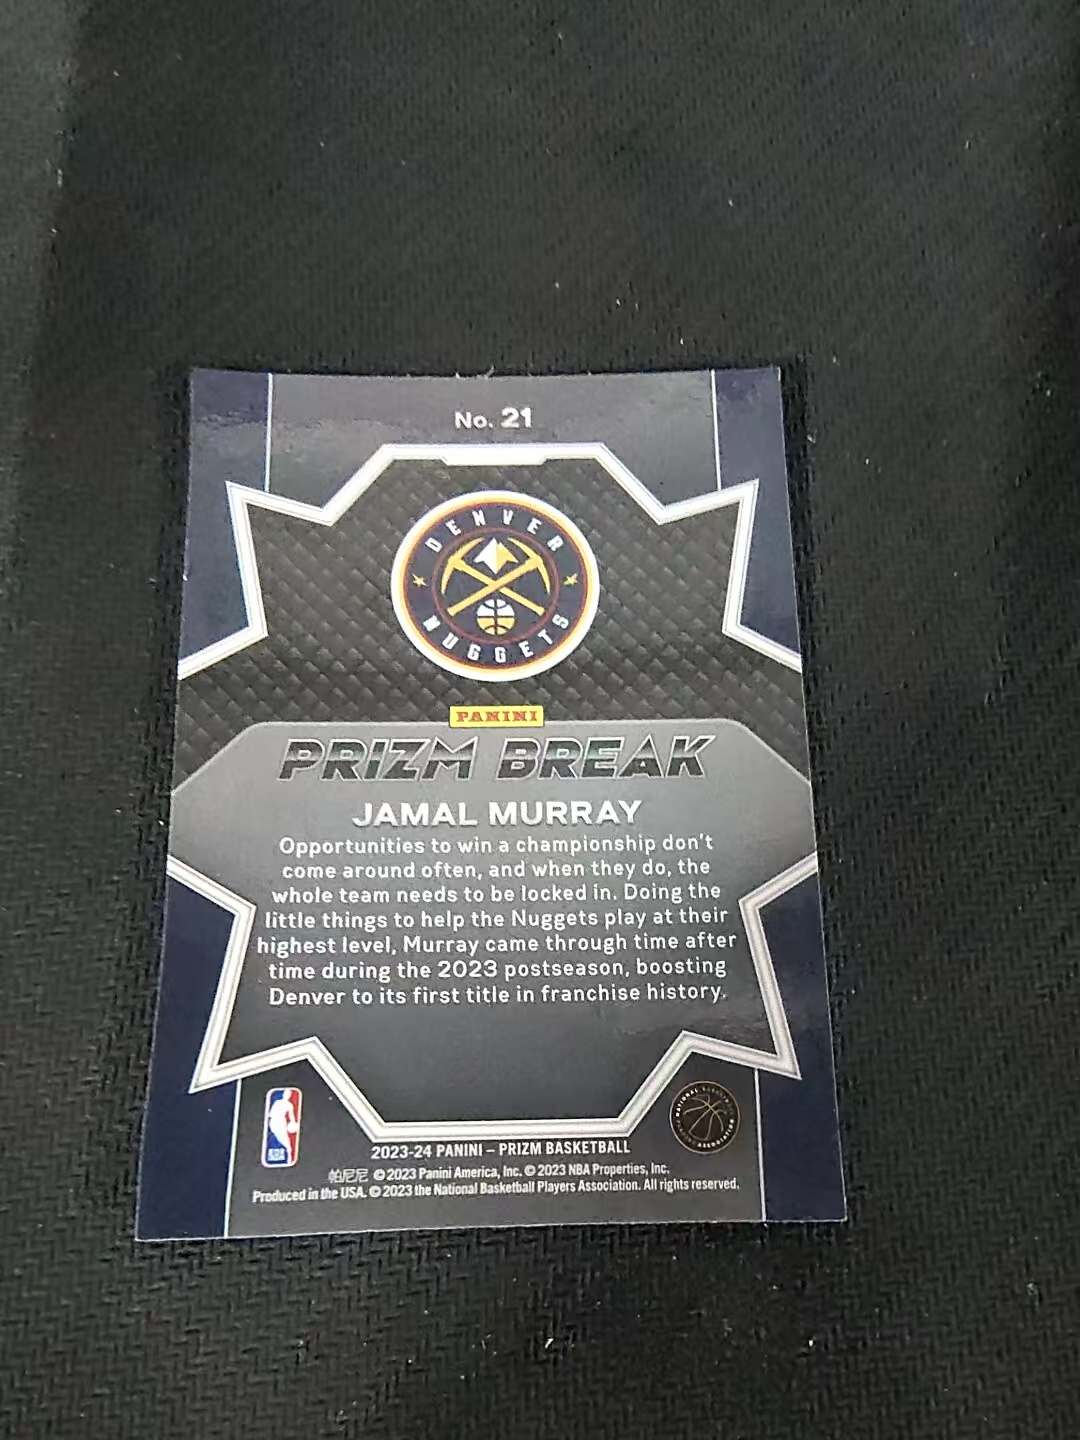 No. 21
DENVER
NUGGETS
PANINI
PRIZM BREAK
JAMAL MURRAY
Opportunities to win a championship don't
come around often, and when they do, the
whole team needs to be locked in. Doing the
little things to help the Nuggets play at their
highest level, Murray came through time after
time during the 2023 postseason, boosting
Denver to its first title in franchise history.
NBA
NATIONAL BASKETBALL
ASSOCIATION
2023-24 PANINI – PRIZM BASKETBALL
帕尼尼 © 2023 Panini America, Inc. © 2023 NBA Properties, Inc.
Produced in the USA. © 2023 the National Basketball Players Association. All rights reserved.